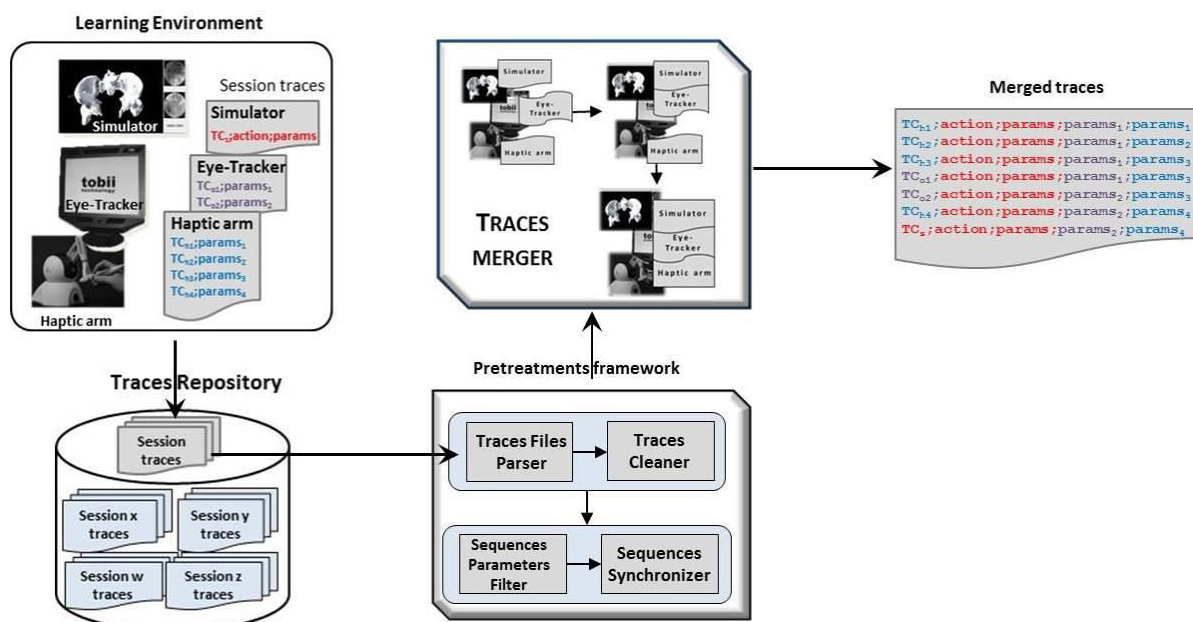 Learning Environment
Session traces
Simulator
Simulator
TCs;action;params
tobii
technology
Eye-Tracker
Eye-Tracker
TCo1;params1
TCo2;params2
Haptic arm
TCh1;params1
TCh2;params2
TCh3;params3
TCh4;params4
Haptic arm
Traces Repository
Session
traces
Session x
traces
Session y
traces
Session w
traces
Session z
traces
Pretreatments framework
Traces Files
Parser
Traces
Cleaner
Sequences
Parameters
Filter
Sequences
Synchronizer
TRACES
MERGER
Simulator
tobii
Eye-
Tracker
Haptic arm
Simulator
Eye-
Tracker
Haptic arm
Simulator
Eye-
Tracker
Haptic arm
Merged traces
TCh1;action;params;params1;params1
TCh2;action;params;params1;params2
TCh3;action;params;params1;params3
TCo1;action;params;params1;params3
TCo2;action;params;params2;params3
TCh4;action;params;params2;params4
TCs;action;params;params2;params4